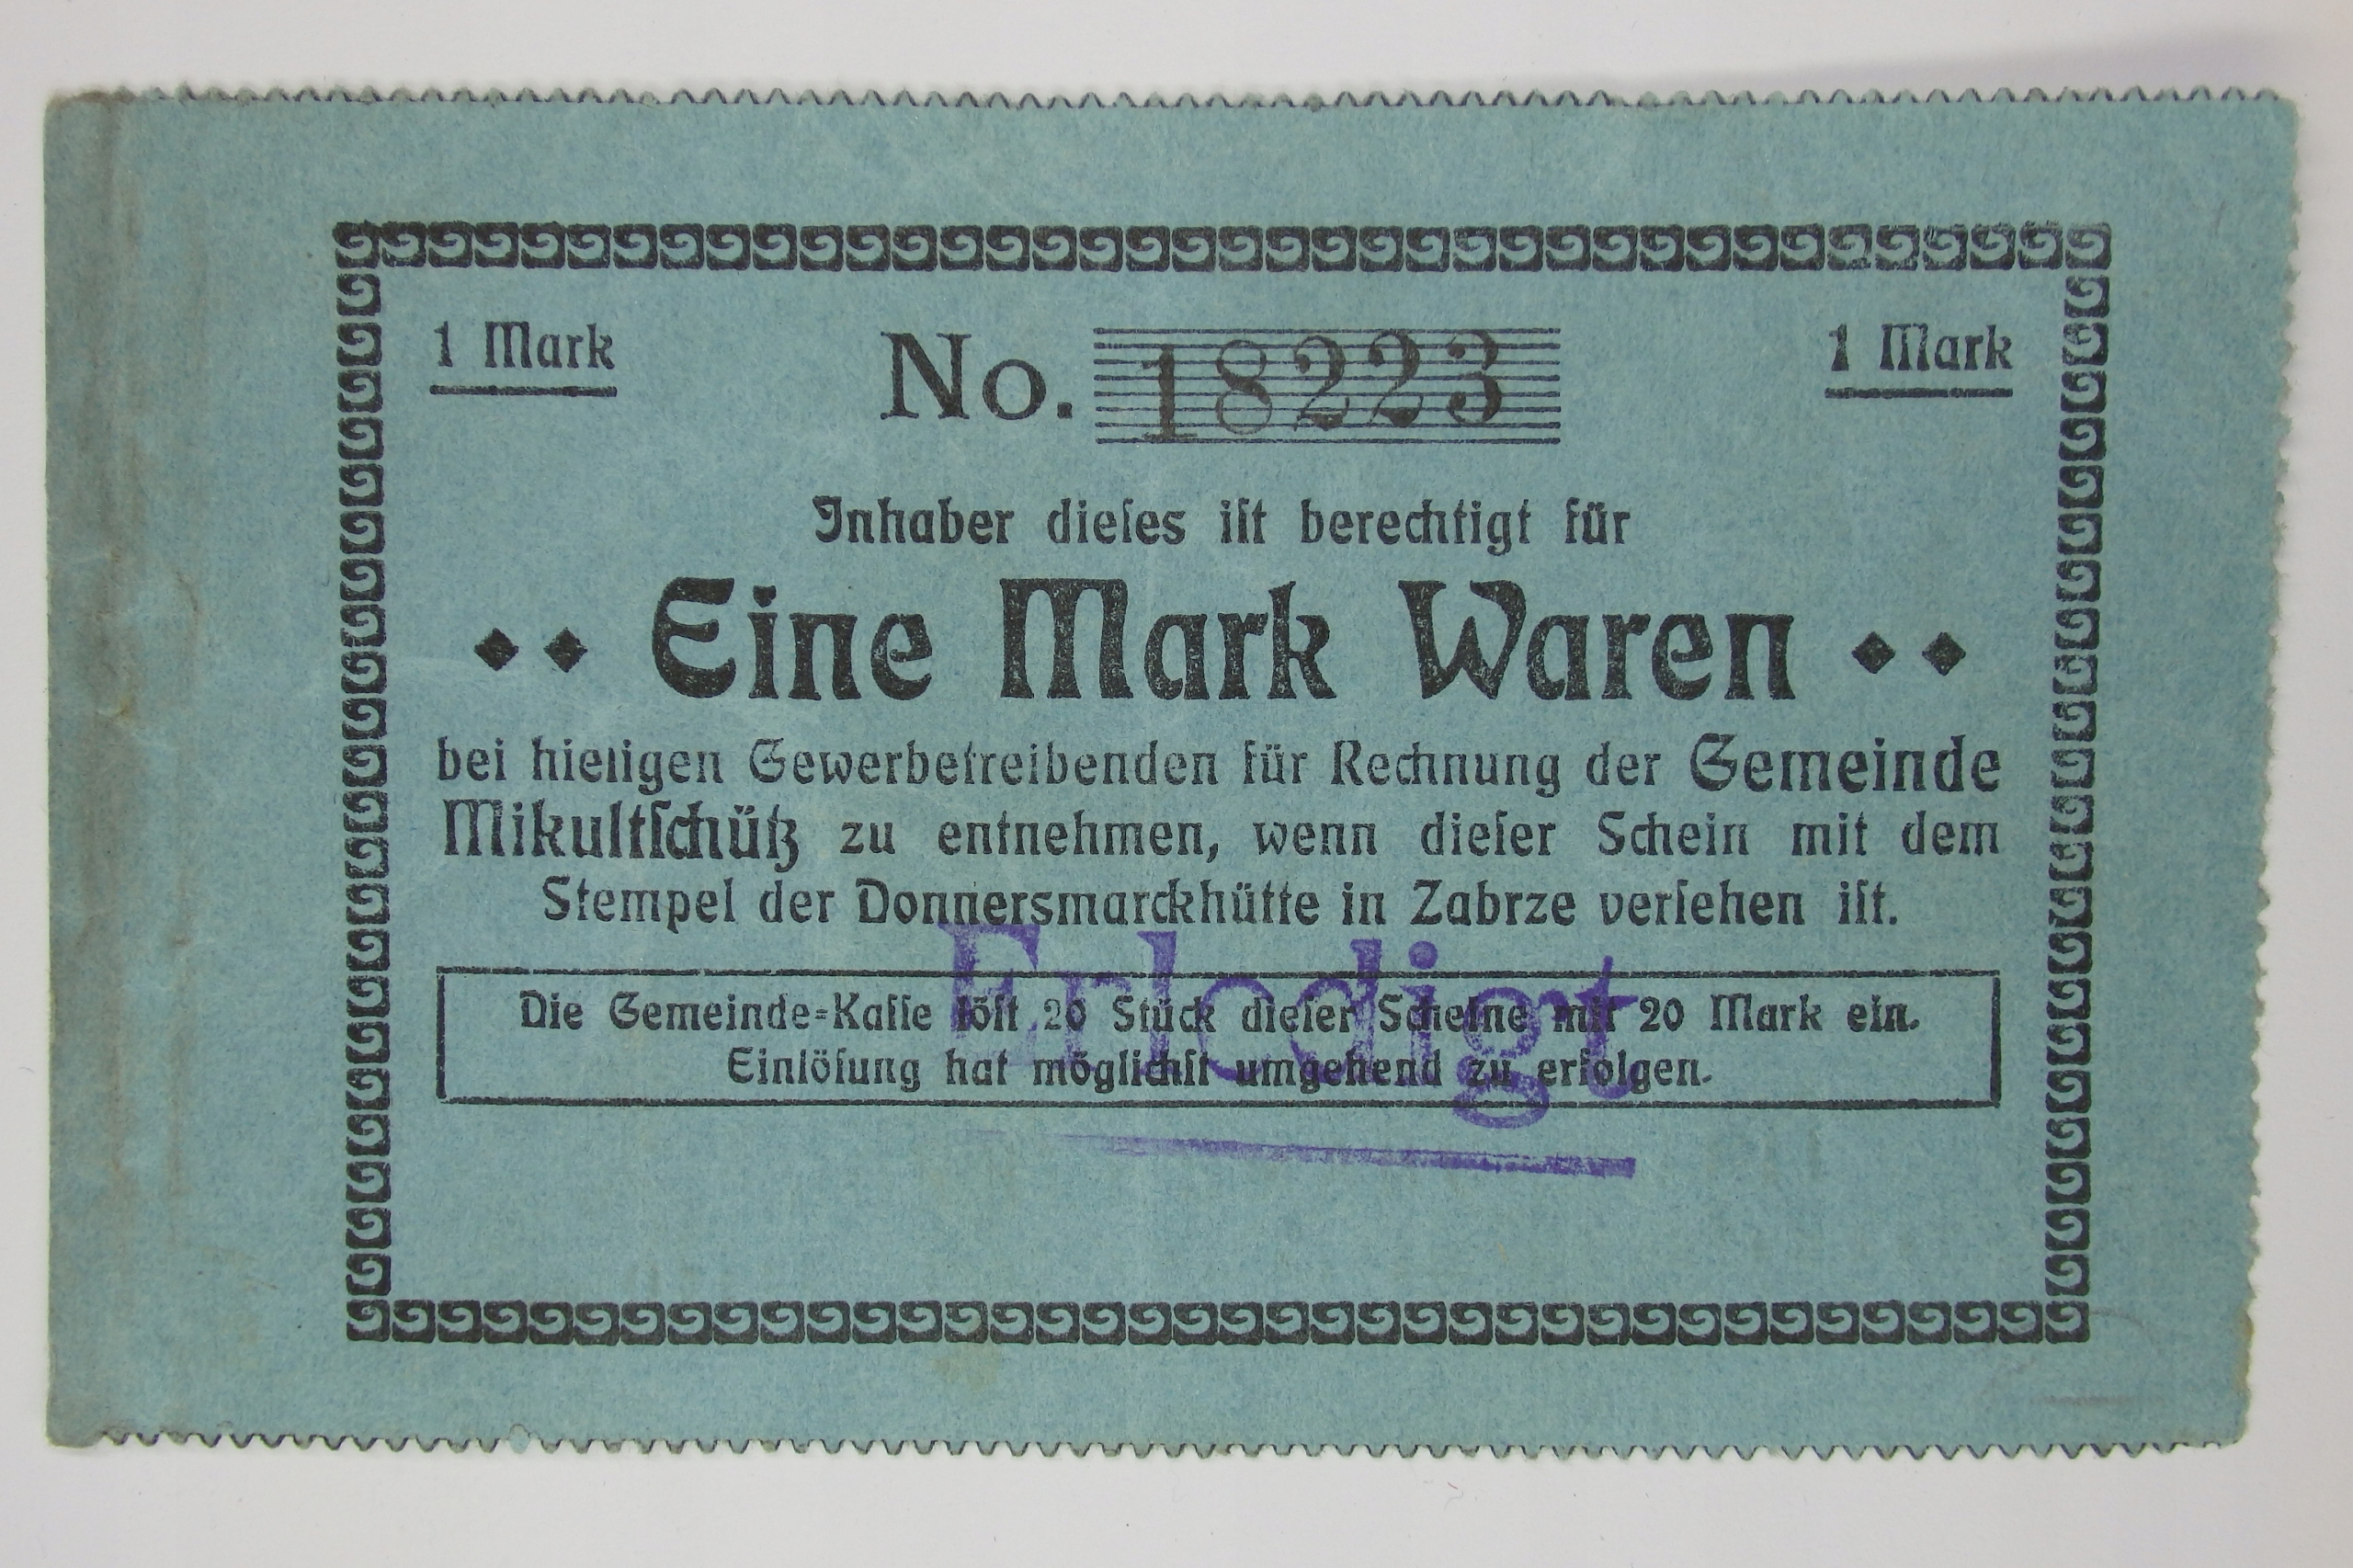 1 Mark No. 18223 1 Mark
Inhaber dieſes iſt berechtigt für
Eine Mark Waren
bei hieſigen Gewerbetreibenden für Rechnung der Gemeinde
Mikultſchütz zu entnehmen, wenn dieſer Schein mit dem
Stempel der Donnersmarckhütte in Zabrze verſehen iſt.
Die Gemeinde-Kaſſe löſt 20 Stück dieſer Scheine mit 20 Mark ein.
Einlöſung hat möglichſt umgehend zu erfolgen.
Erledigt